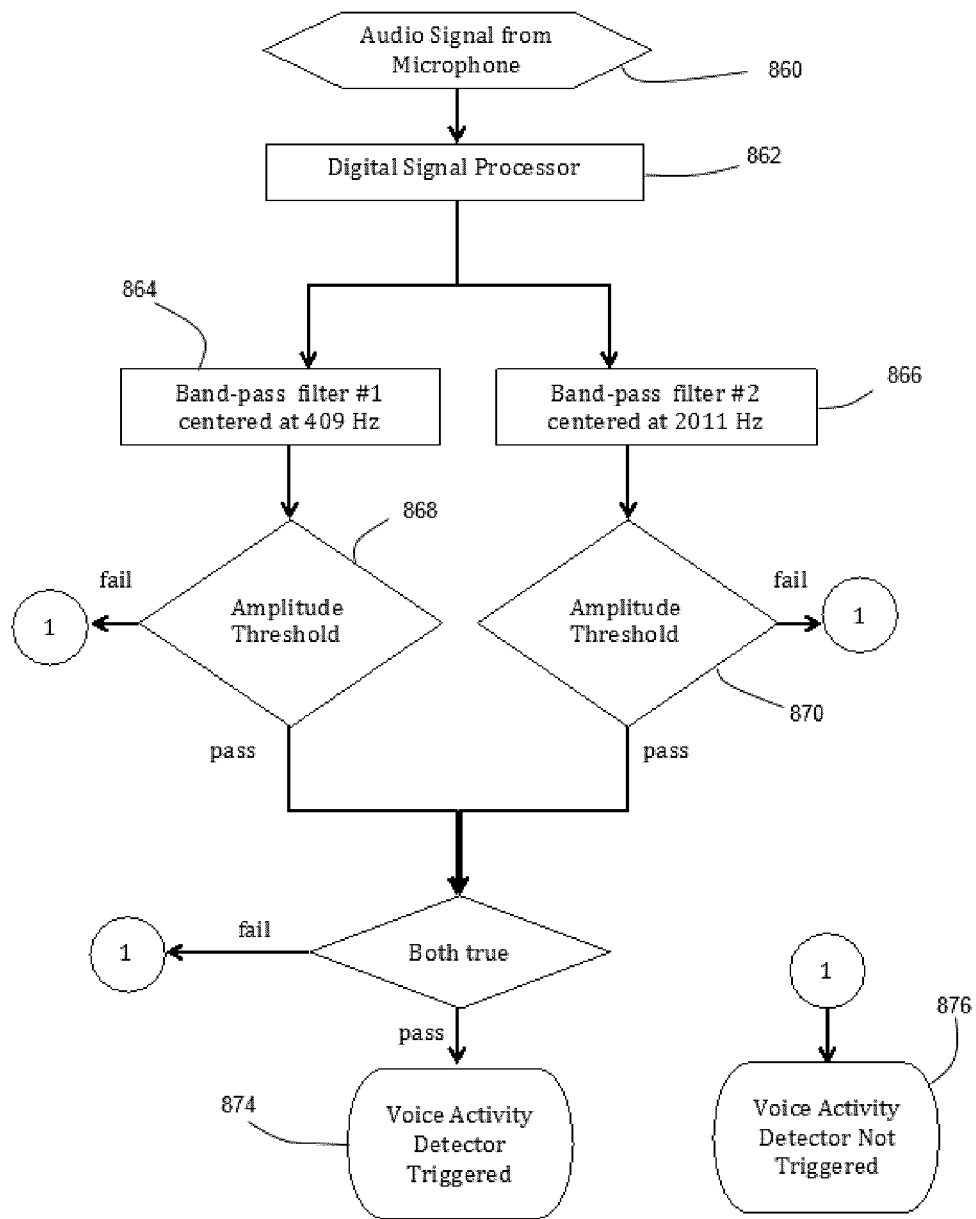 Audio Signal from
Microphone
860
Digital Signal Processor
862
864
Band-pass filter #1
centered at 409 Hz
Band-pass filter #2
centered at 2011 Hz
866
868
fail
1
Amplitude
Threshold
Amplitude
Threshold
fail
1
870
pass
pass
fail
1
Both true
pass
1
876
874
Voice Activity
Detector
Triggered
Voice Activity
Detector Not
Triggered